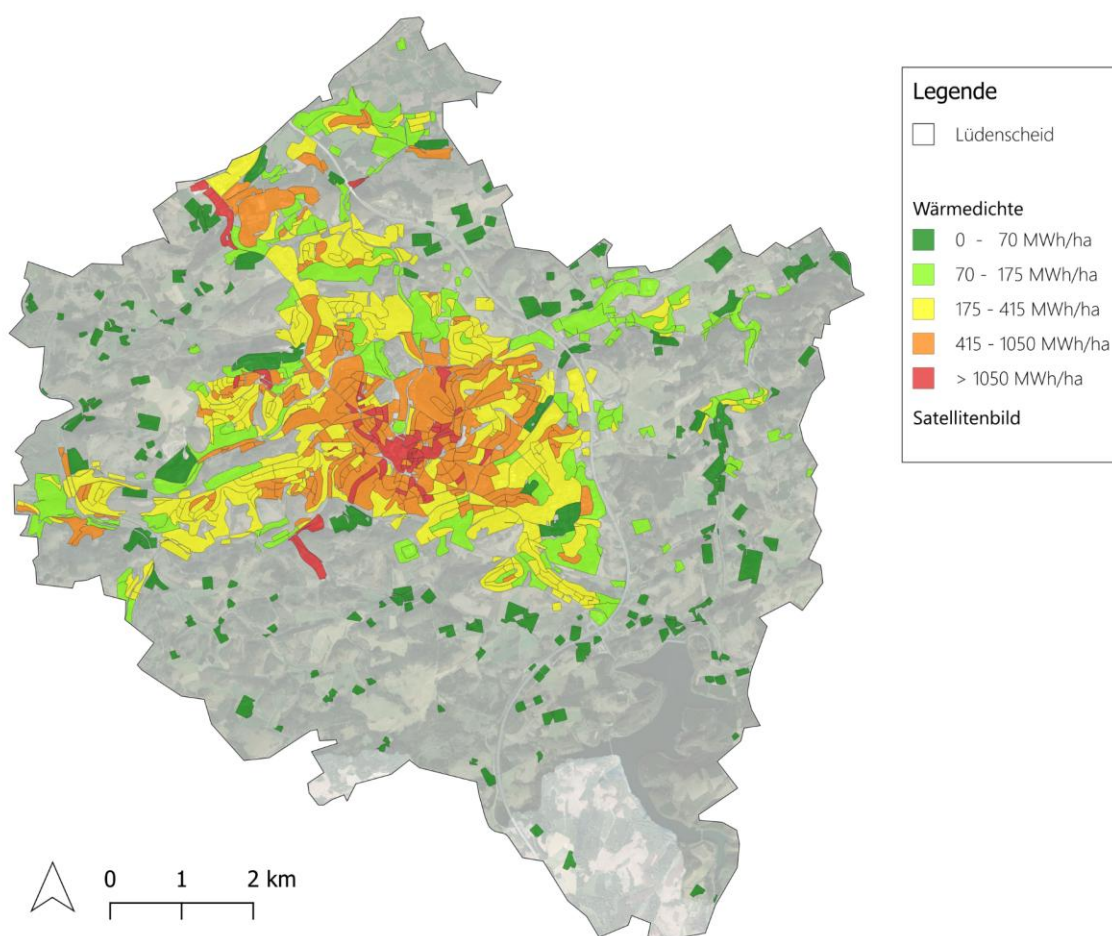 Legende
Lüdenscheid
Wärmedichte
0 - 70 MWh/ha
70 - 175 MWh/ha
175 - 415 MWh/ha
415 - 1050 MWh/ha
> 1050 MWh/ha
Satellitenbild
0 1 2 km